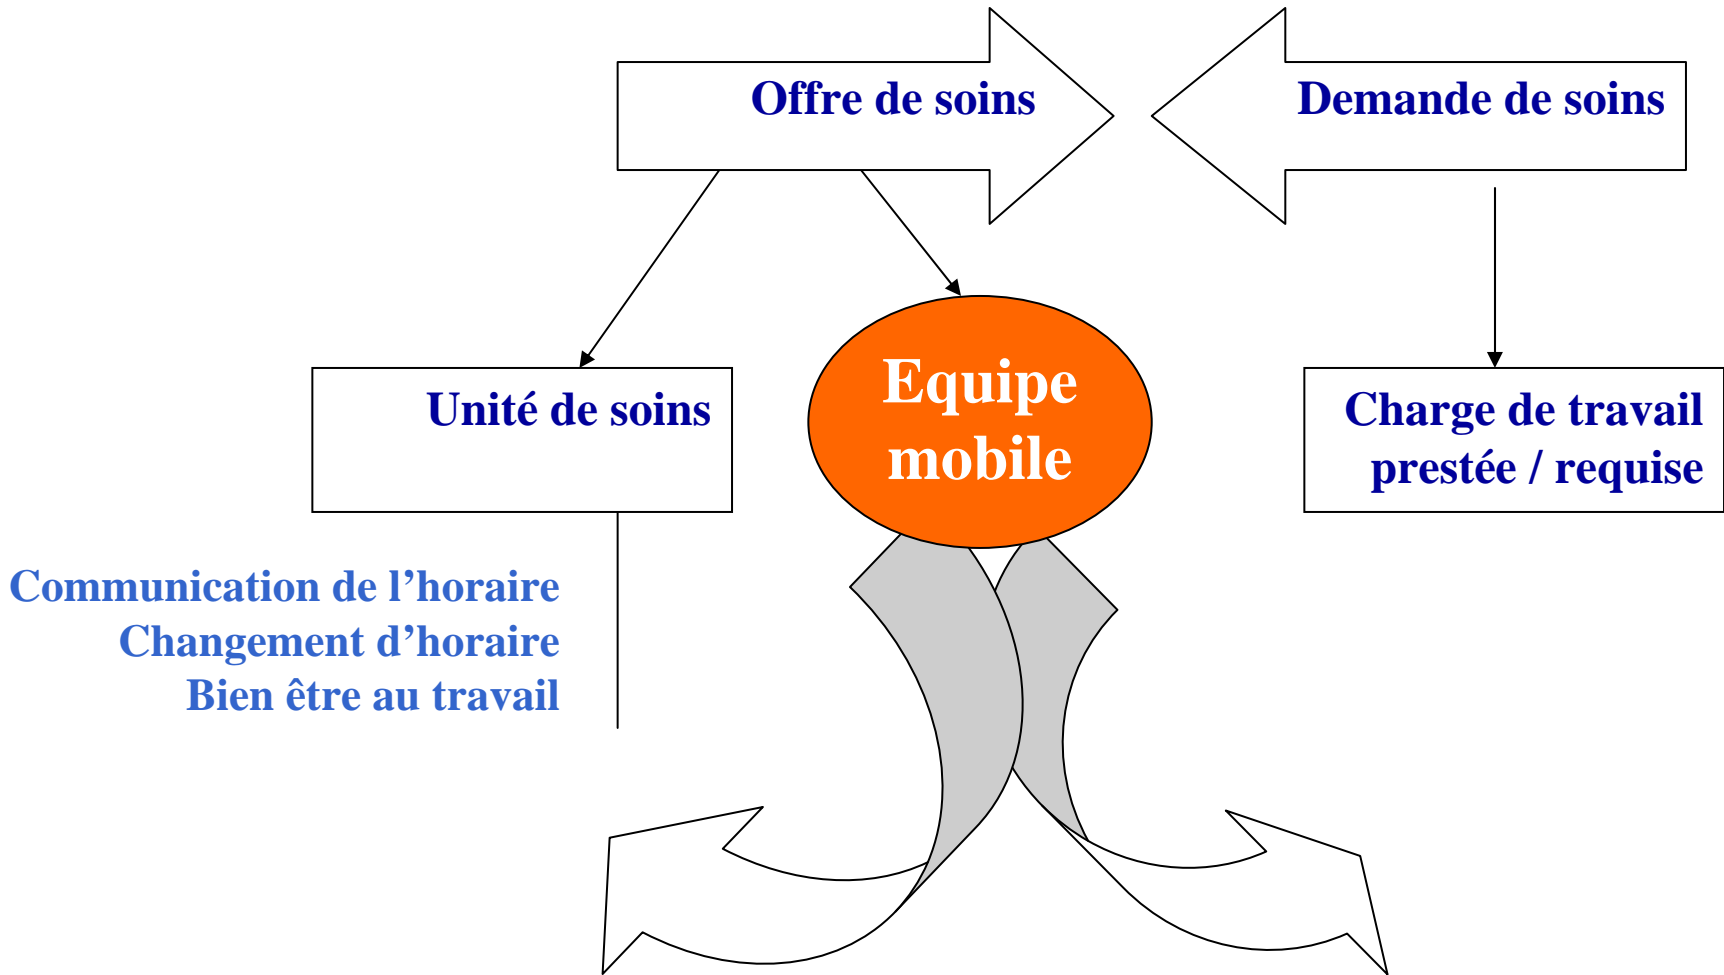 Offre de soins
Demande de soins
Equipe
mobile
Unité de soins
Charge de travail
prestée / requise
Communication de l’horaire
Changement d’horaire
Bien être au travail